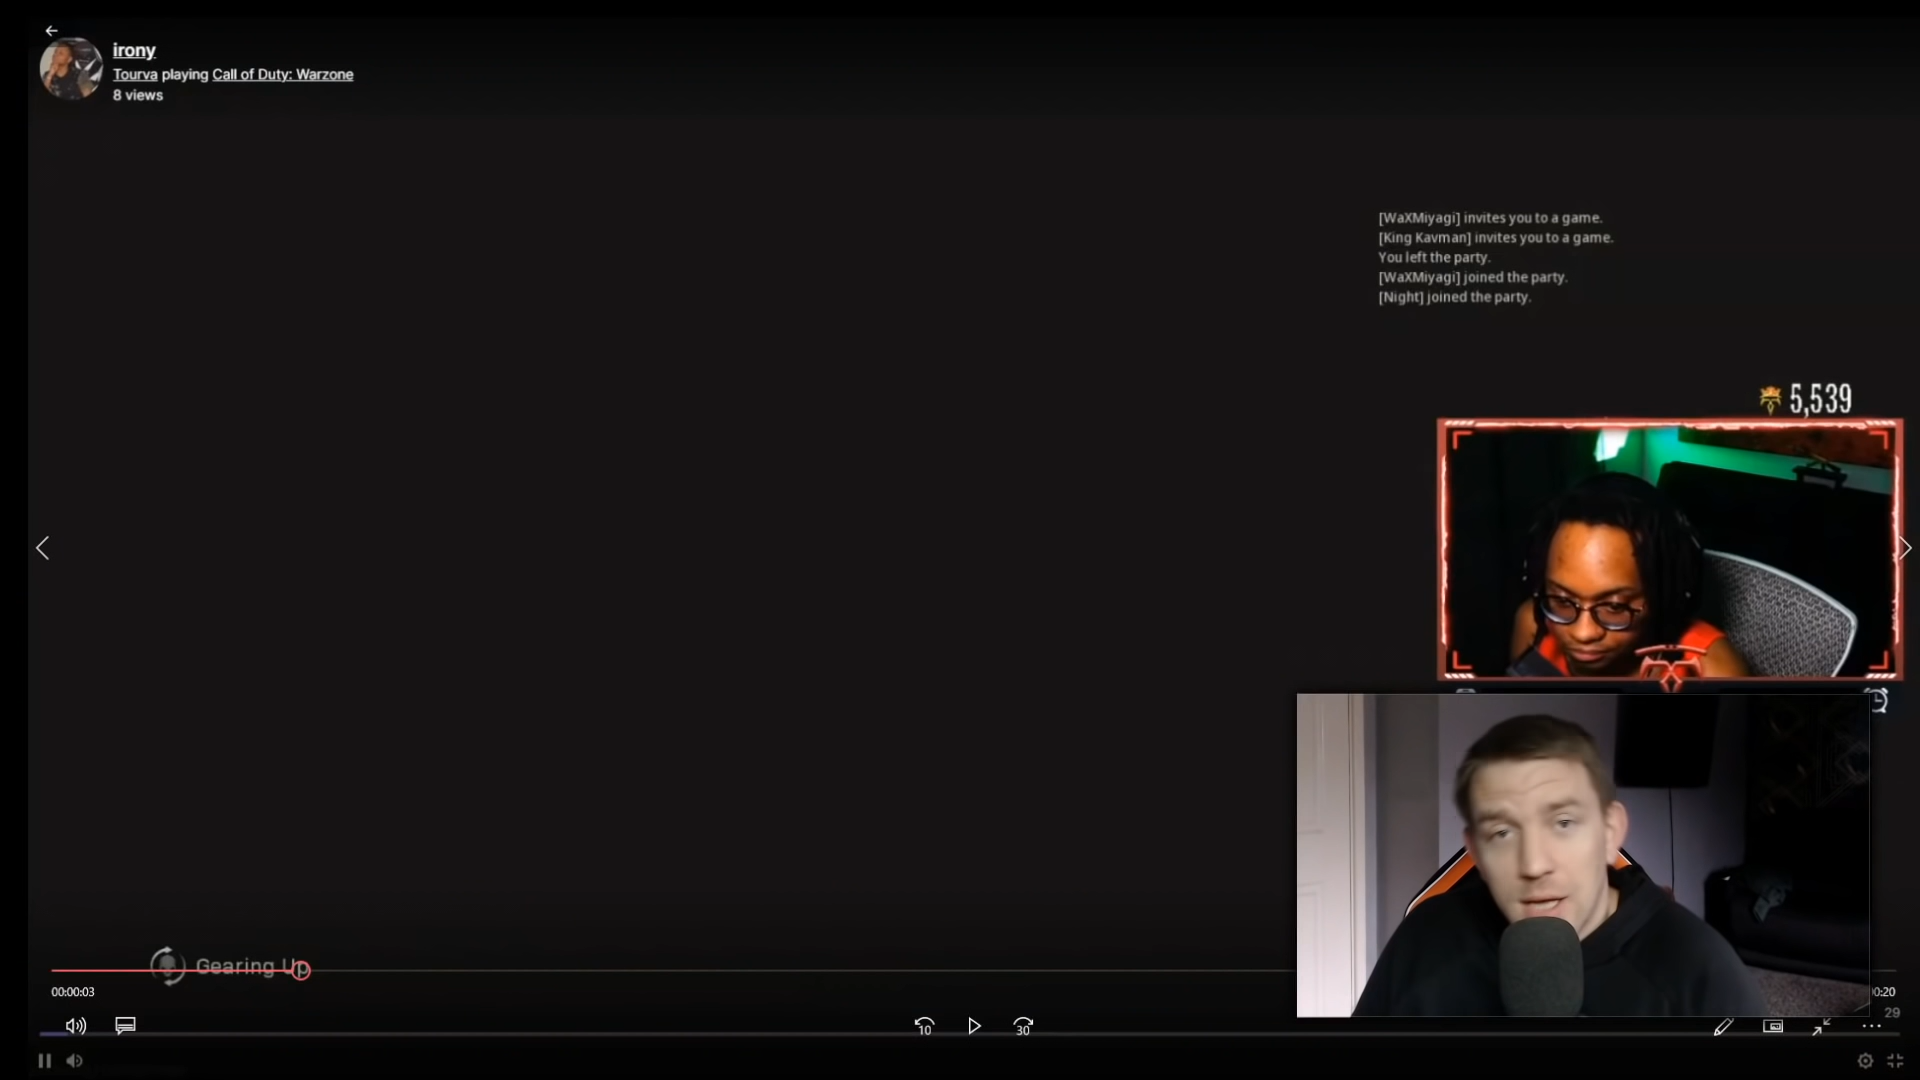 irony
Tourva playing Call of Duty: Warzone
8 views
[WaXMiyagi] invites you to a game.
[King Kavman] invites you to a game.
You left the party.
[WaXMiyagi] joined the party.
[Night] joined the party.
5,539
Gearing Up
00:00:03
0:20
29
10
30